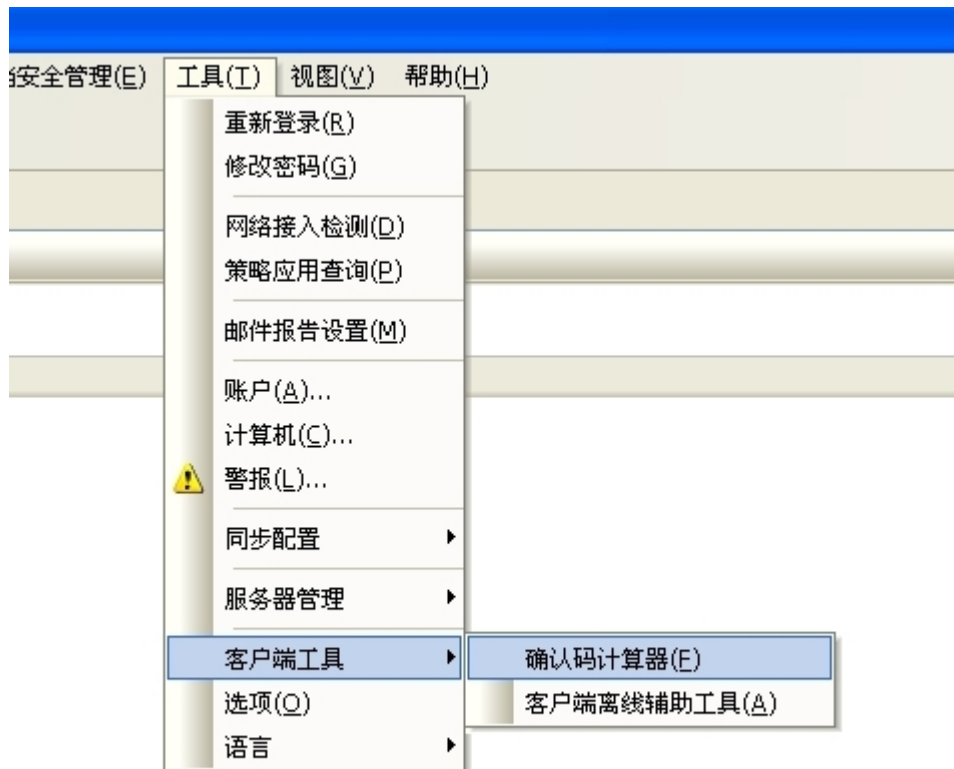 安全管理(E) 工具(T) 视图(V) 帮助(H)
重新登录(R)
修改密码(G)
网络接入检测(D)
策略应用查询(P)
邮件报告设置(M)
账户(A)...
计算机(C)...
警报(L)...
同步配置
服务器管理
客户端工具
确认码计算器(F)
选项(O)
客户端离线辅助工具(A)
语言